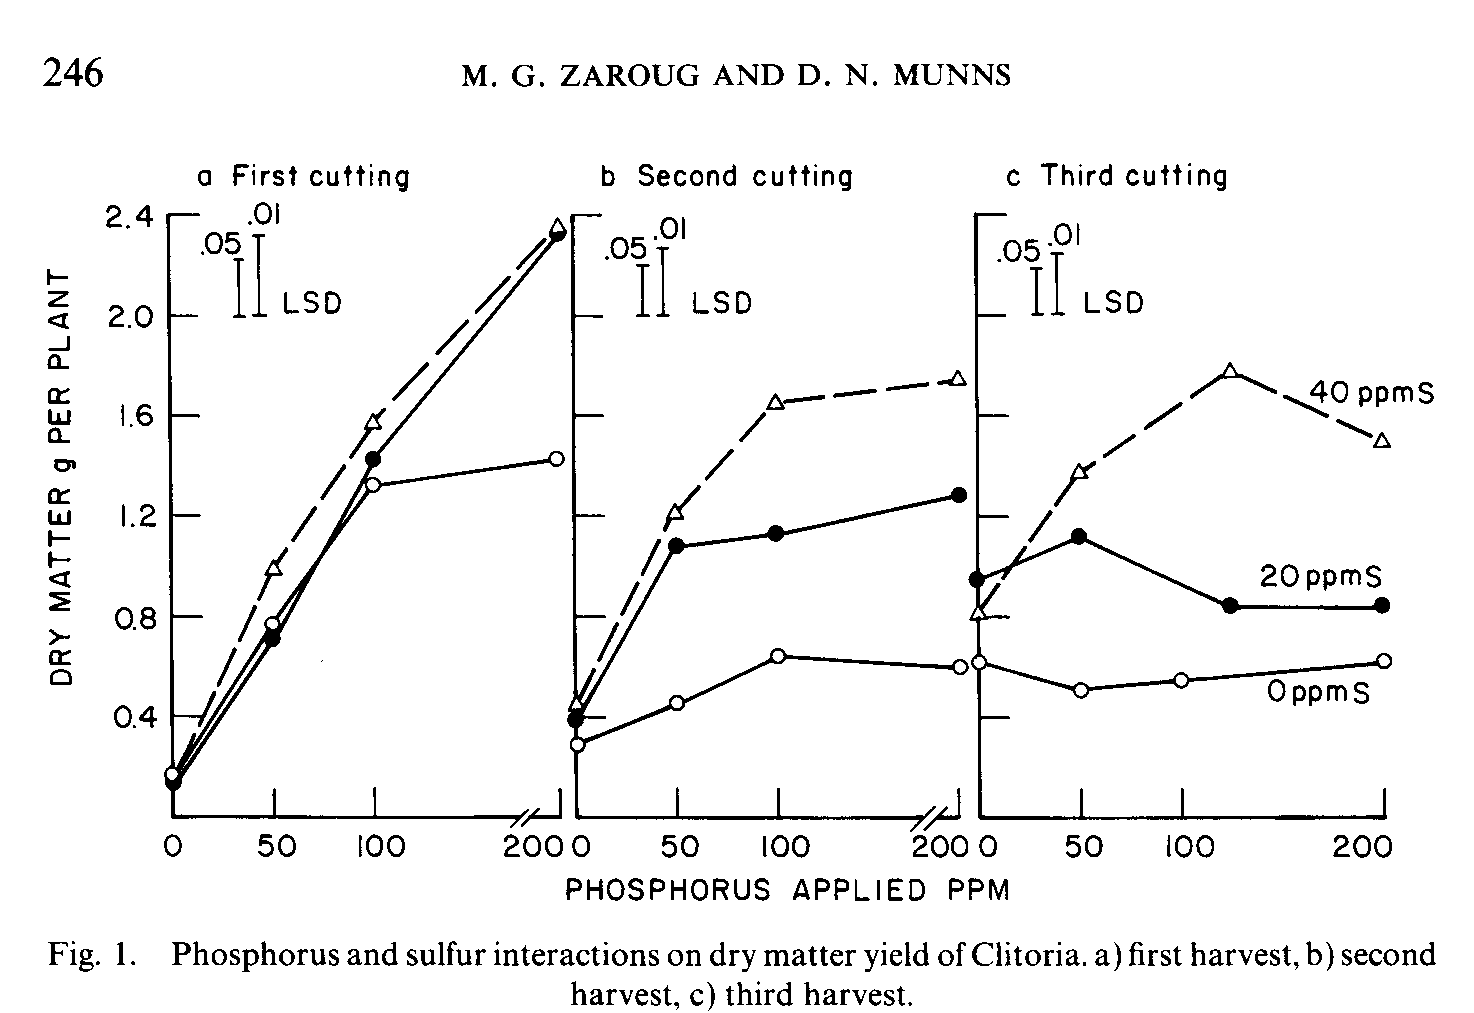 246
M. G. ZAROUG AND D. N. MUNNS
a First cutting
b Second cutting
c Third cutting
2.4
2.0
1.6
1.2
0.8
0.4
DRY MATTER g PER PLANT
.05 .01
LSD
.05 .01
LSD
.05 .01
LSD
40 ppm S
20 ppm S
0 ppm S
0 50 100 200 0 50 100 200 0 50 100 200
PHOSPHORUS APPLIED PPM
Fig. 1. Phosphorus and sulfur interactions on dry matter yield of Clitoria. a) first harvest, b) second
harvest, c) third harvest.